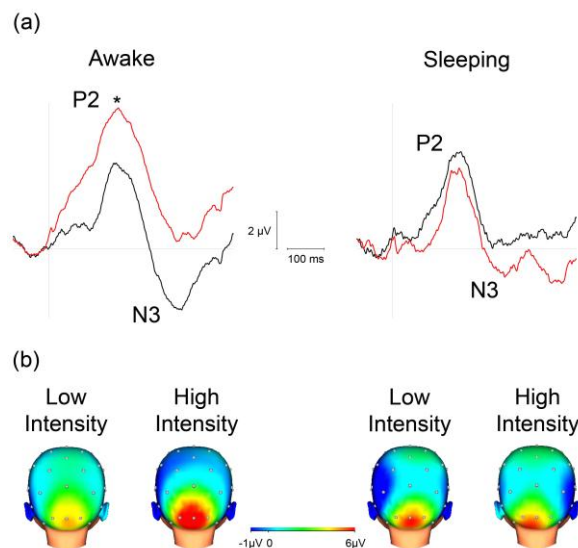 (a)
Awake
Sleeping
P2 *
P2
2 µV
100 ms
N3
N3
(b)
Low
Intensity
High
Intensity
Low
Intensity
High
Intensity
-1µV 0 6µV